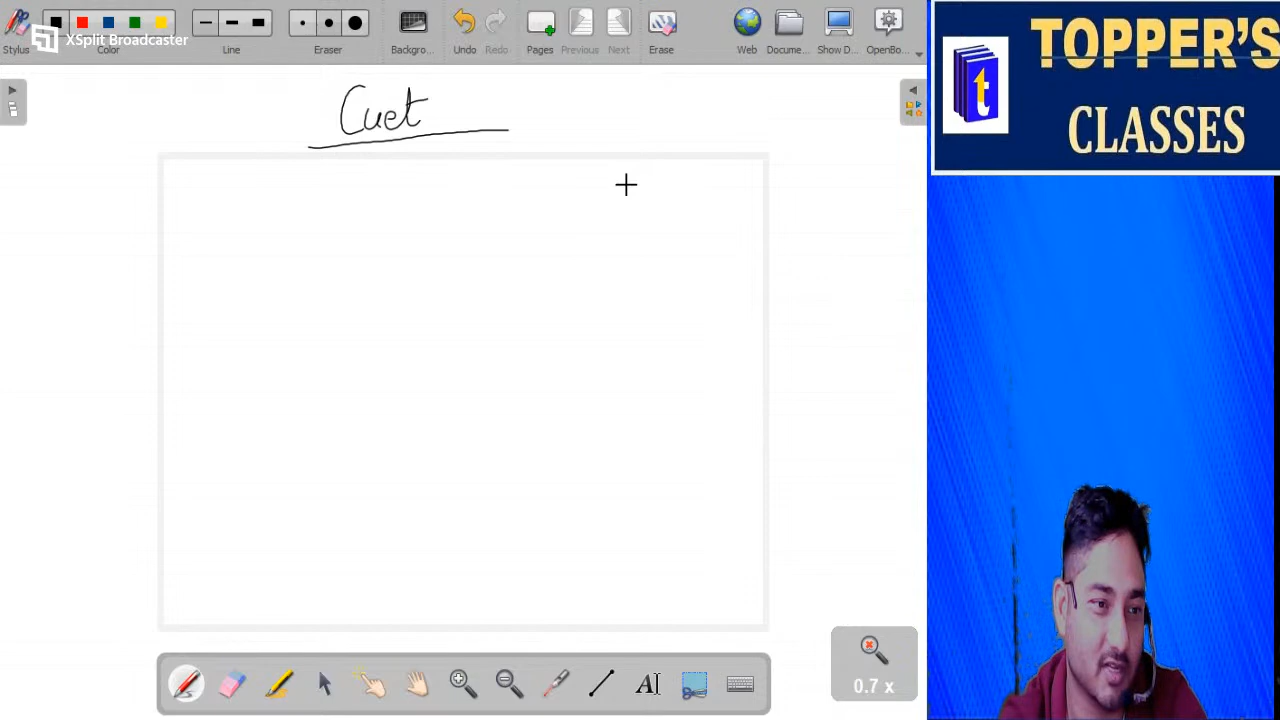 Stylus
Color
Line
Eraser
Backgro...
Undo
Redo
Pages
Previous
Next
Erase
Web
Docume...
Show D...
OpenBo...
XSplit Broadcaster
Cuet
TOPPER'S
t
CLASSES
AI
0.7 x